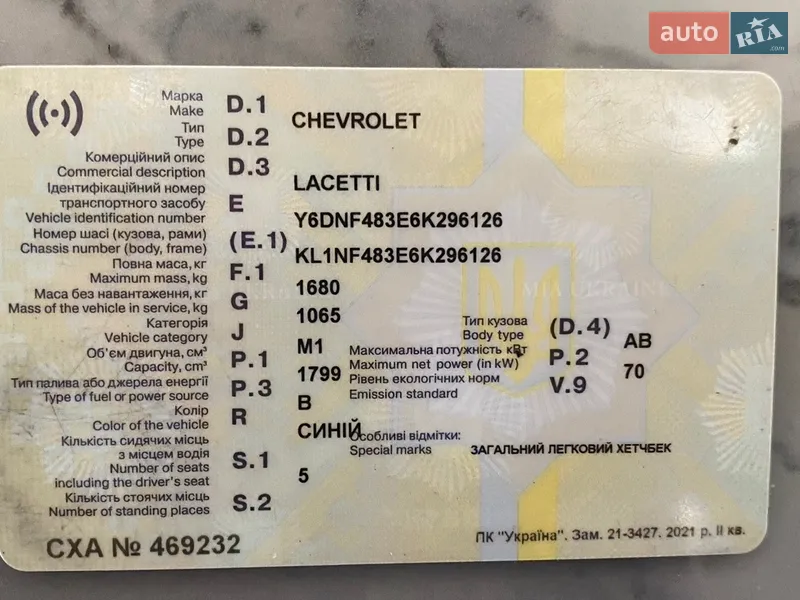 auto RIA .com
Марка
Make D.1 CHEVROLET
Тип
Type D.2
Комерційний опис
Commercial description D.3 LACETTI
Ідентифікаційний номер
транспортного засобу
Vehicle identification number E Y6DNF483E6K296126
Номер шасі (кузова, рами)
Chassis number (body, frame) (E.1) KL1NF483E6K296126
Повна маса, кг
Maximum mass, kg F.1 1680
Маса без навантаження, кг
Mass of the vehicle in service, kg G 1065
Категорія
Vehicle category J M1
Об'єм двигуна, см³
Capacity, cm³ P.1 1799
Тип палива або джерела енергії
Type of fuel or power source P.3 B
Колір
Color of the vehicle R СИНІЙ
Кількість сидячих місць
з місцем водія
Number of seats
including the driver's seat S.1 5
Кількість стоячих місць
Number of standing places S.2
Тип кузова
Body type (D.4) AB
Максимальна потужність кВт
Maximum net power (in kW) P.2 70
Рівень екологічних норм
Emission standard V.9
Особливі відмітки:
Special marks ЗАГАЛЬНИЙ ЛЕГКОВИЙ ХЕТЧБЕК
MIA UKRAINE
СХА № 469232
ПК "Україна". Зам. 21-3427. 2021 р. II кв.